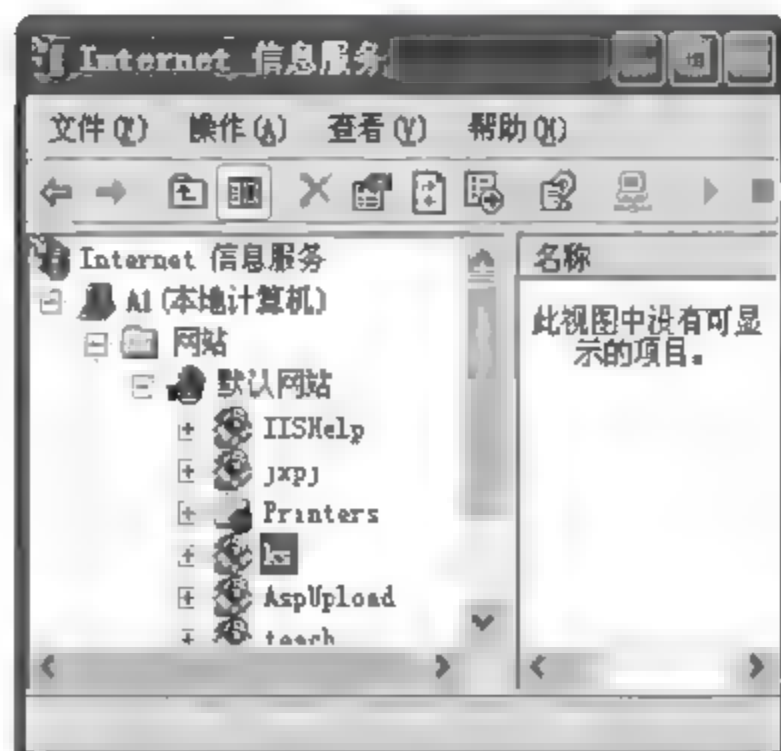 Internet 信息服务
文件(F) 操作(A) 查看(V) 帮助(H)
Internet 信息服务
A1(本地计算机)
网站
默认网站
IISHelp
jxpj
Printers
ks
AspUpload
teach
名称
此视图中没有可显
示的项目。